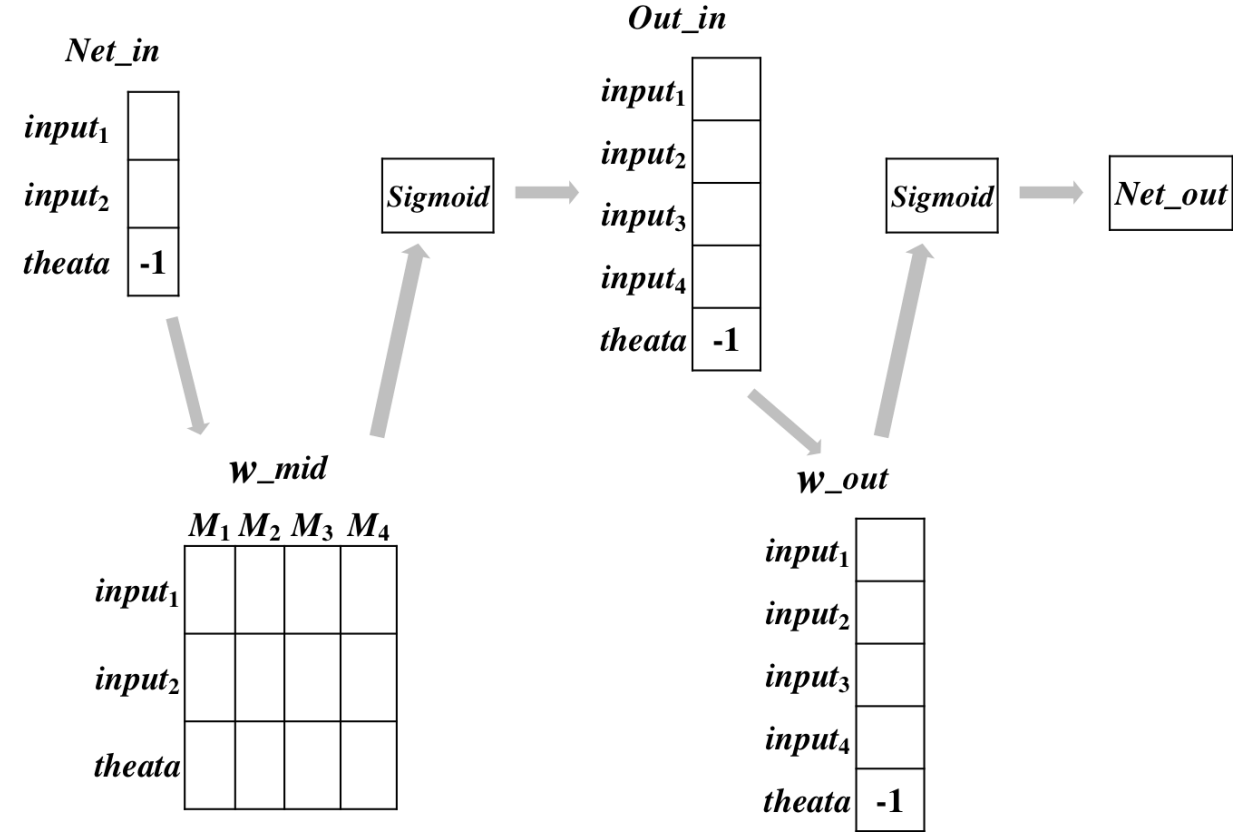 Net_in
input₁
input₂
theata -1
Sigmoid
Out_in
input₁
input₂
input₃
input₄
theata -1
Sigmoid
Net_out
w_mid
M₁ M₂ M₃ M₄
input₁
input₂
theata
w_out
input₁
input₂
input₃
input₄
theata -1